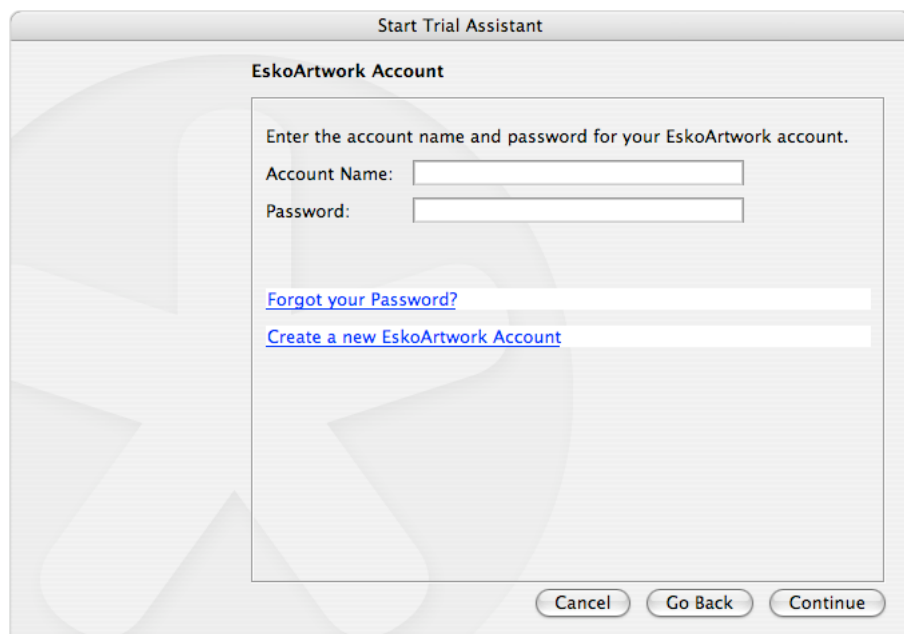 Start Trial Assistant
EskoArtwork Account
Enter the account name and password for your EskoArtwork account.
Account Name:
Password:
Forgot your Password?
Create a new EskoArtwork Account
Cancel Go Back Continue